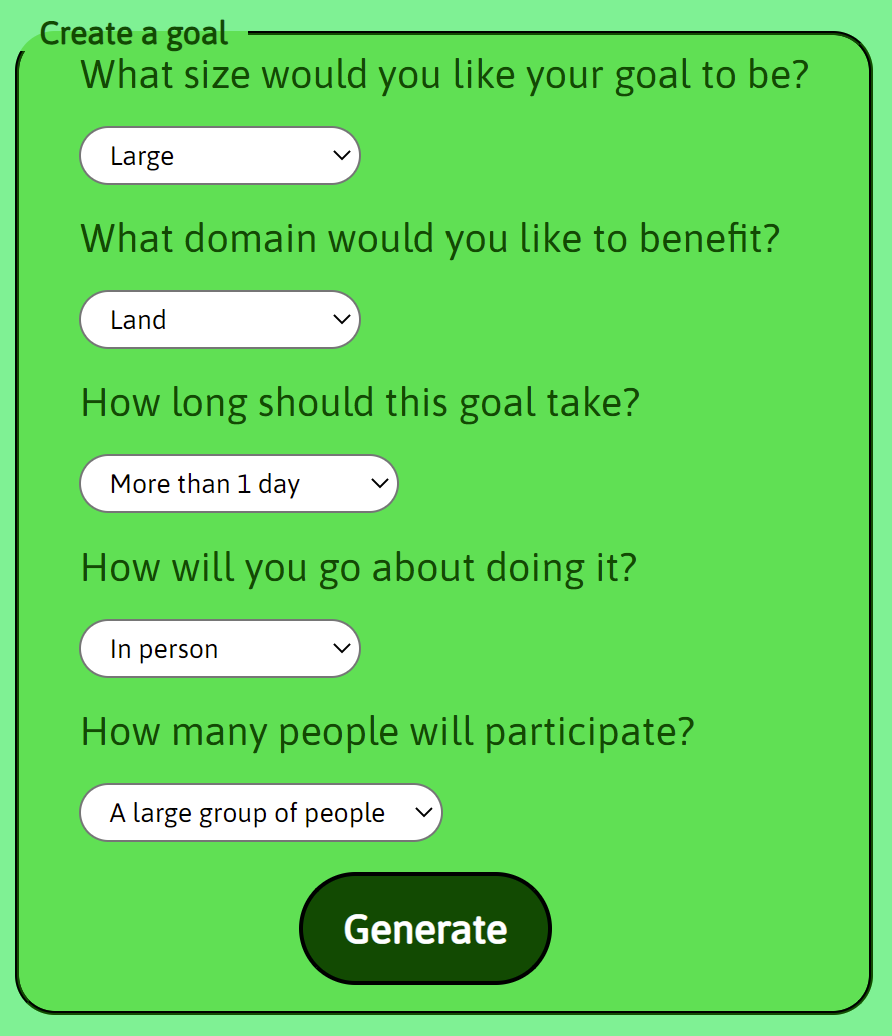 Create a goal
What size would you like your goal to be?
Large
What domain would you like to benefit?
Land
How long should this goal take?
More than 1 day
How will you go about doing it?
In person
How many people will participate?
A large group of people
Generate